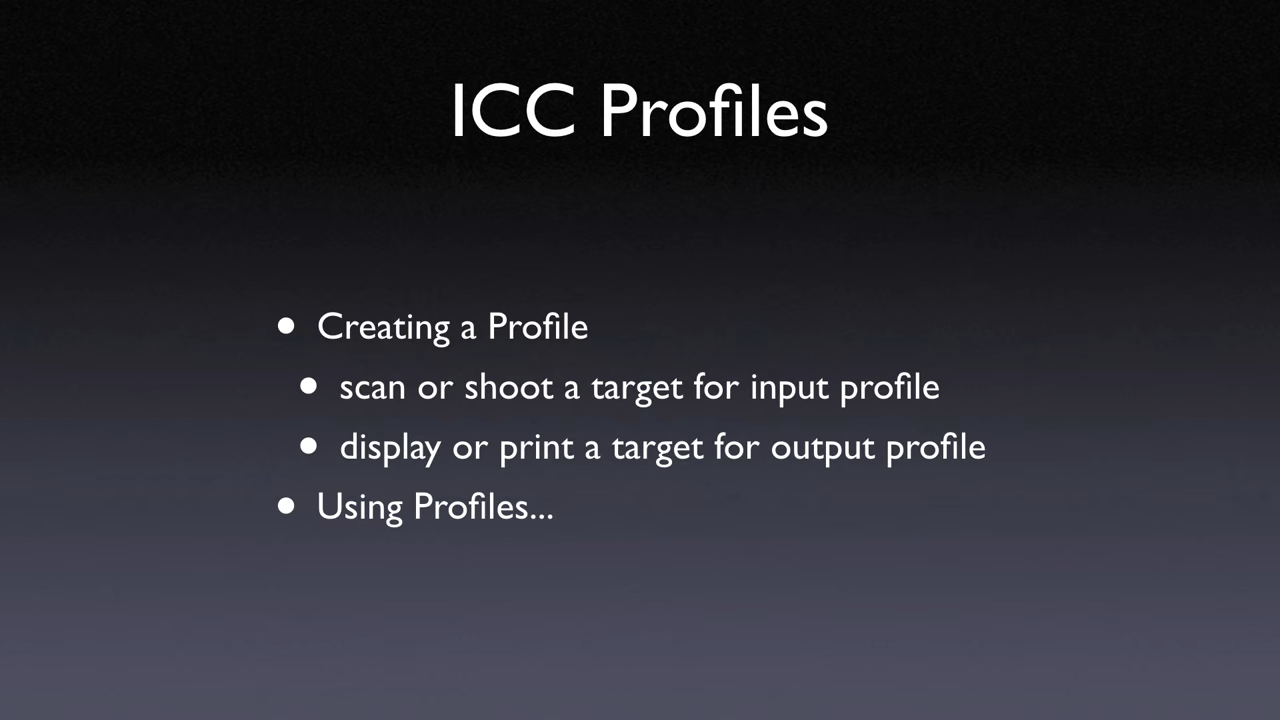 ICC Profiles
• Creating a Profile
• scan or shoot a target for input profile
• display or print a target for output profile
• Using Profiles...